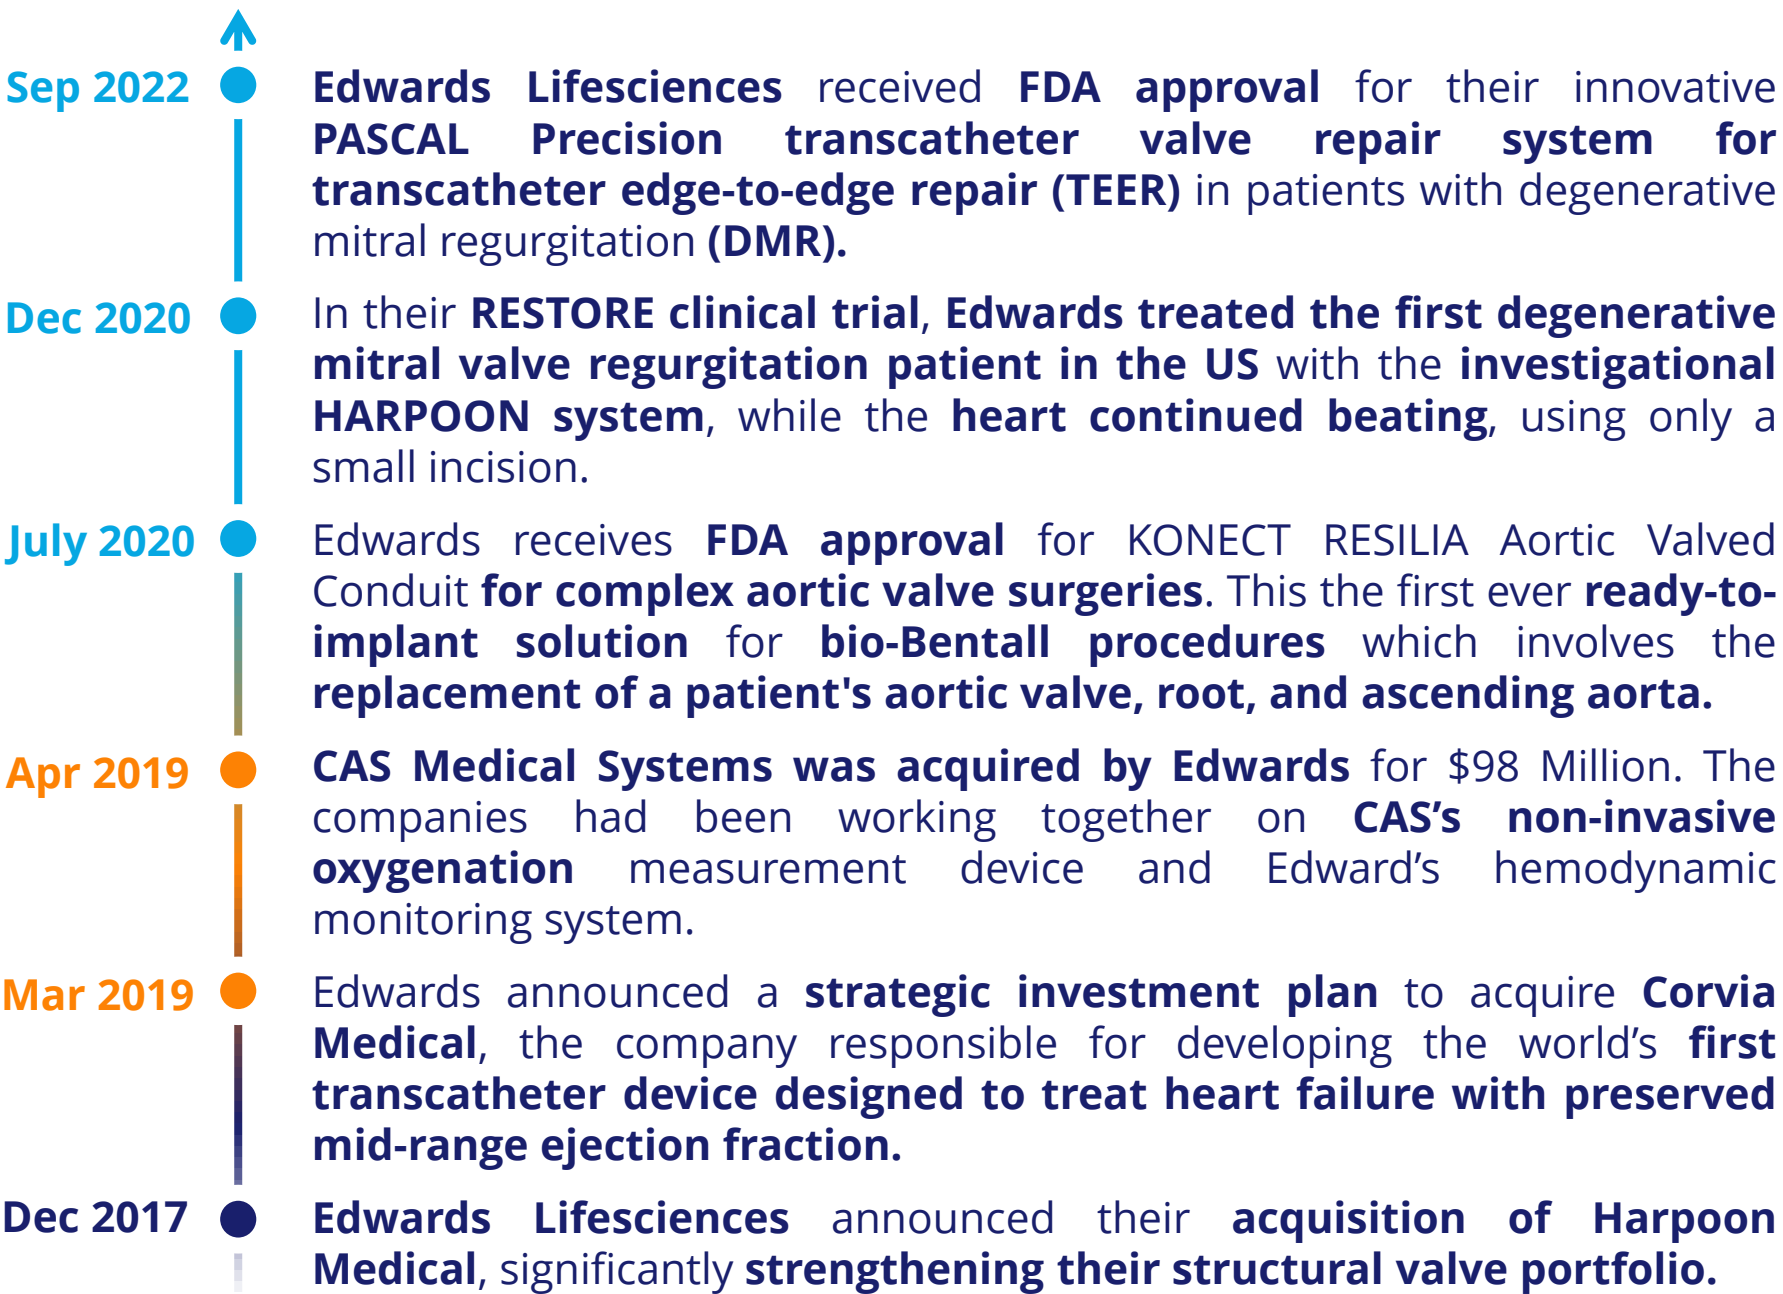 Sep 2022
Edwards Lifesciences received FDA approval for their innovative
PASCAL Precision transcatheter valve repair system for
transcatheter edge-to-edge repair (TEER) in patients with degenerative
mitral regurgitation (DMR).
Dec 2020
In their RESTORE clinical trial, Edwards treated the first degenerative
mitral valve regurgitation patient in the US with the investigational
HARPOON system, while the heart continued beating, using only a
small incision.
July 2020
Edwards receives FDA approval for KONECT RESILIA Aortic Valved
Conduit for complex aortic valve surgeries. This the first ever ready-to-
implant solution for bio-Bentall procedures which involves the
replacement of a patient's aortic valve, root, and ascending aorta.
Apr 2019
CAS Medical Systems was acquired by Edwards for $98 Million. The
companies had been working together on CAS’s non-invasive
oxygenation measurement device and Edward’s hemodynamic
monitoring system.
Mar 2019
Edwards announced a strategic investment plan to acquire Corvia
Medical, the company responsible for developing the world’s first
transcatheter device designed to treat heart failure with preserved
mid-range ejection fraction.
Dec 2017
Edwards Lifesciences announced their acquisition of Harpoon
Medical, significantly strengthening their structural valve portfolio.